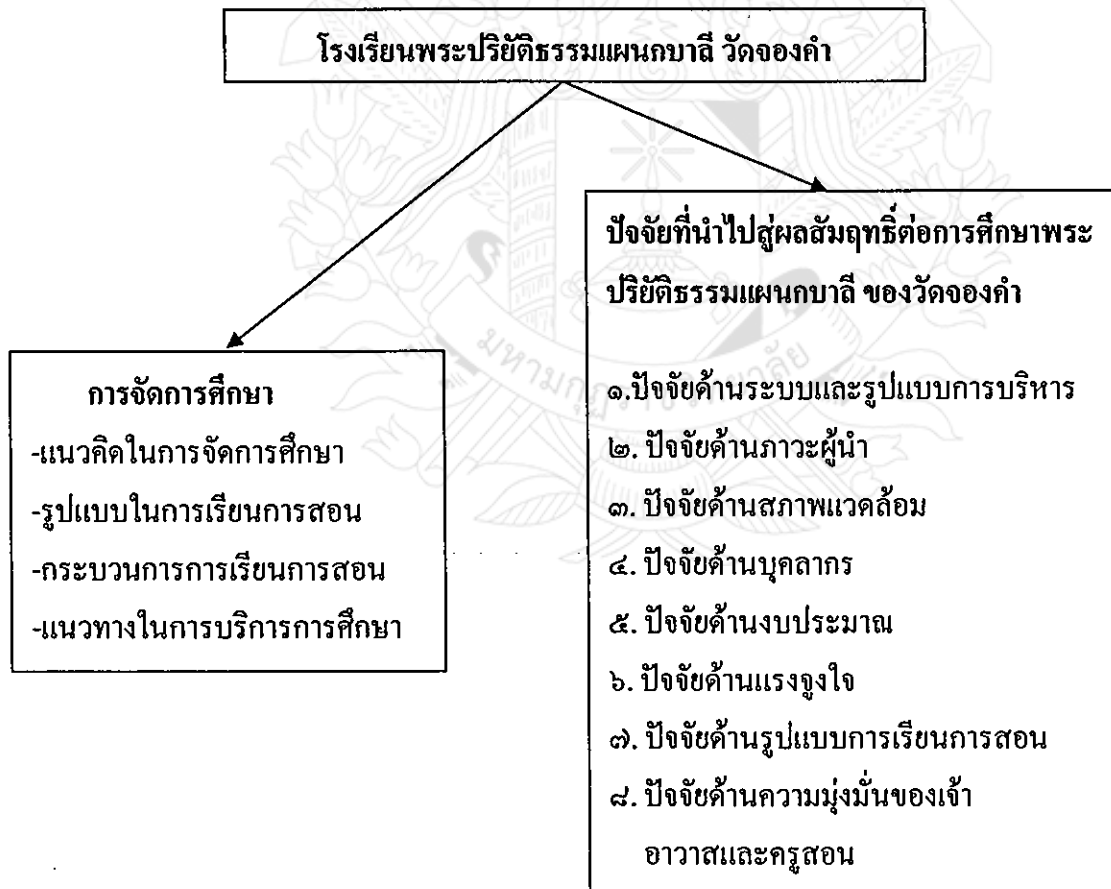 โรงเรียนพระปริยัติธรรมแผนกบาลี วัดจองคำ
ปัจจัยที่นำไปสู่ผลสัมฤทธิ์ต่อการศึกษาพระ
ปริยัติธรรมแผนกบาลี ของวัดจองคำ
๑.ปัจจัยด้านระบบและรูปแบบการบริหาร
๒. ปัจจัยด้านภาวะผู้นำ
๓. ปัจจัยด้านสภาพแวดล้อม
๔. ปัจจัยด้านบุคลากร
๕. ปัจจัยด้านงบประมาณ
๖. ปัจจัยด้านแรงจูงใจ
๗. ปัจจัยด้านรูปแบบการเรียนการสอน
๘. ปัจจัยด้านความมุ่งมั่นของเจ้า
อาวาสและครูสอน
การจัดการศึกษา
-แนวคิดในการจัดการศึกษา
-รูปแบบในการเรียนการสอน
-กระบวนการการเรียนการสอน
-แนวทางในการบริการการศึกษา